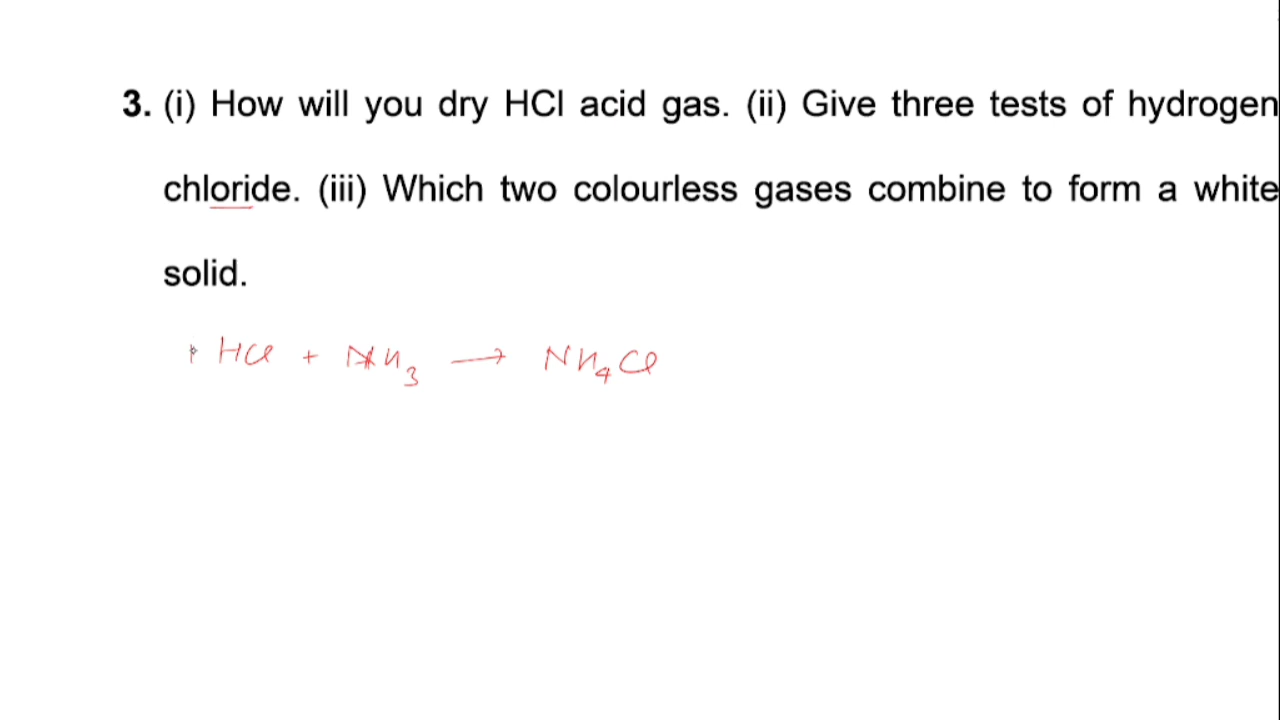 3. (i) How will you dry HCl acid gas. (ii) Give three tests of hydrogen
chloride. (iii) Which two colourless gases combine to form a white
solid.
HCl + NH3 → NH4Cl